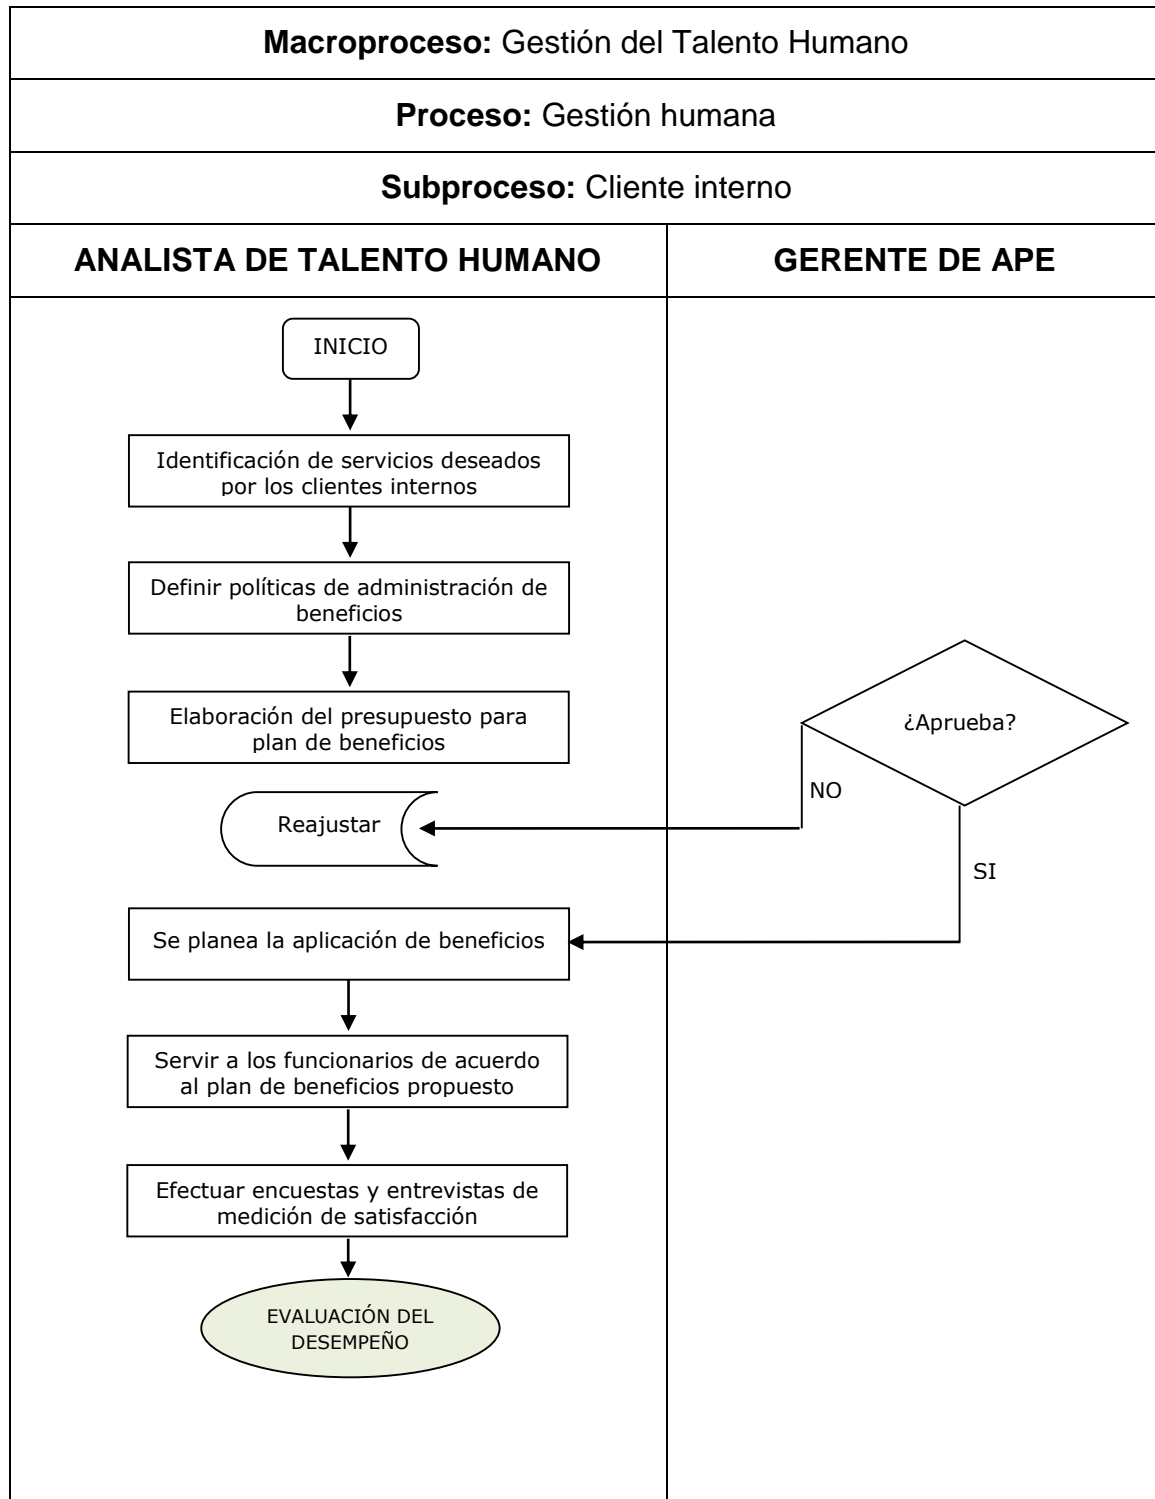 Macroproceso: Gestión del Talento Humano
Proceso: Gestión humana
Subproceso: Cliente interno
ANALISTA DE TALENTO HUMANO
GERENTE DE APE
INICIO
Identificación de servicios deseados
por los clientes internos
Definir políticas de administración de
beneficios
Elaboración del presupuesto para
plan de beneficios
¿Aprueba?
NO
Reajustar
SI
Se planea la aplicación de beneficios
Servir a los funcionarios de acuerdo
al plan de beneficios propuesto
Efectuar encuestas y entrevistas de
medición de satisfacción
EVALUACIÓN DEL
DESEMPEÑO